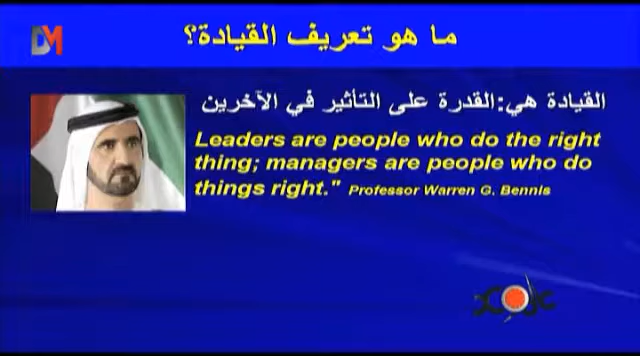 DM
ما هو تعريف القيادة؟
القيادة هي:القدرة على التأثير في الآخرين
Leaders are people who do the right
thing; managers are people who do
things right." Professor Warren G. Bennis